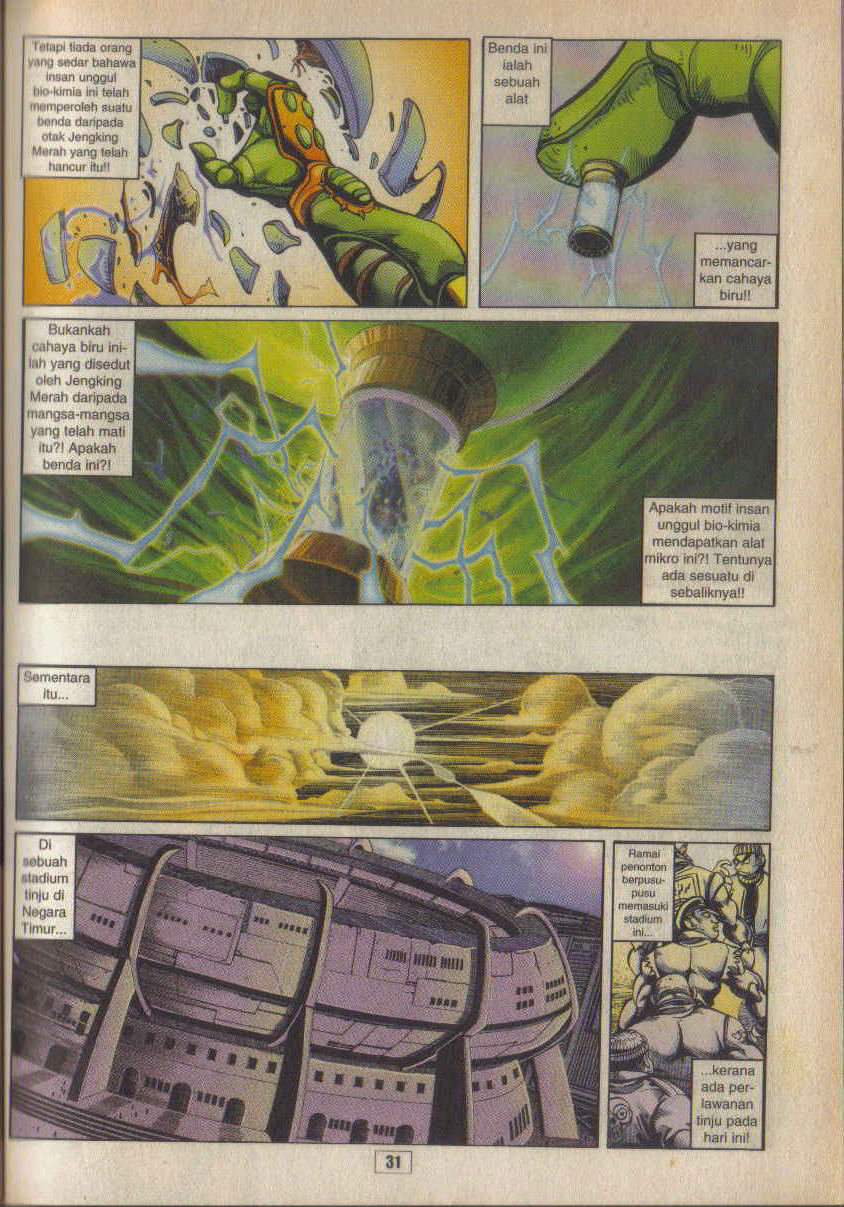 Tetapi tiada orang
yang sedar bahawa
insan unggul
bio-kimia ini telah
memperoleh suatu
benda daripada
otak Jengking
Merah yang telah
hancur itu!!
Benda ini
ialah
sebuah
alat
...yang
memancar-
kan cahaya
biru!!
Bukankah
cahaya biru ini-
lah yang disedut
oleh Jengking
Merah daripada
mangsa-mangsa
yang telah mati
itu?! Apakah
benda ini?!
Apakah motif insan
unggul bio-kimia
mendapatkan alat
mikro ini?! Tentunya
ada sesuatu di
sebaliknya!!
Sementara
itu...
Di
sebuah
stadium
tinju di
Negara
Timur...
Ramai
penonton
berpusu-
pusu
memasuki
stadium
ini...
...kerana
ada per-
lawanan
tinju pada
hari ini!
31